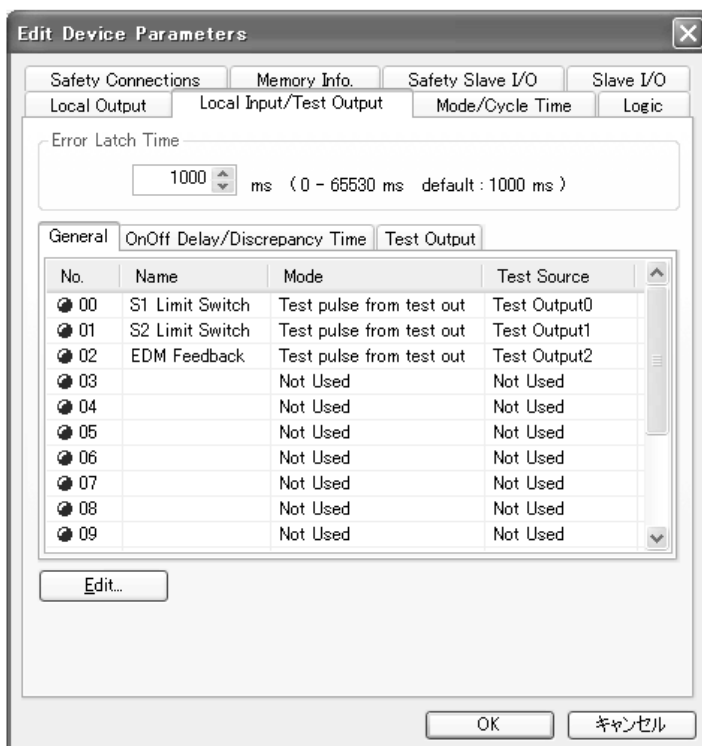 Edit Device Parameters
Safety Connections Memory Info. Safety Slave I/O Slave I/O
Local Output Local Input/Test Output Mode/Cycle Time Logic
Error Latch Time
1000 ms ( 0 - 65530 ms default : 1000 ms )
General OnOff Delay/Discrepancy Time Test Output
No. Name Mode Test Source
00 S1 Limit Switch Test pulse from test out Test Output0
01 S2 Limit Switch Test pulse from test out Test Output1
02 EDM Feedback Test pulse from test out Test Output2
03 Not Used Not Used
04 Not Used Not Used
05 Not Used Not Used
06 Not Used Not Used
07 Not Used Not Used
08 Not Used Not Used
09 Not Used Not Used
Edit...
OK キャンセル